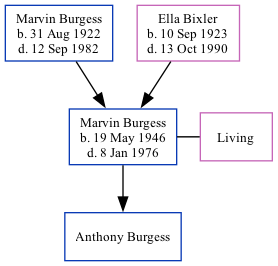 Marvin Burgess
b. 31 Aug 1922
d. 12 Sep 1982
Ella Bixler
b. 10 Sep 1923
d. 13 Oct 1990
Marvin Burgess
b. 19 May 1946
d. 8 Jan 1976
Living
Anthony Burgess